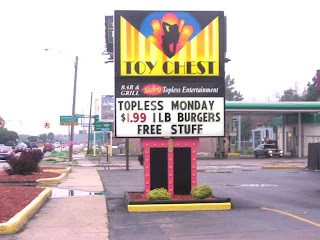 TOY CHEST
BAR &
GRILL
Topless Entertainment
TOPLESS MONDAY
$1.99 1LB BURGERS
FREE STUFF